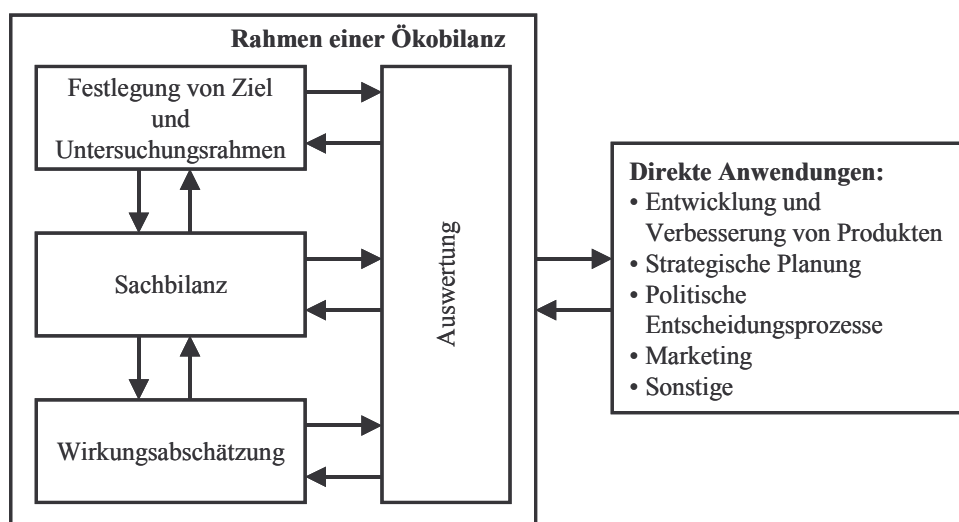 Rahmen einer Ökobilanz
Festlegung von Ziel
und
Untersuchungsrahmen
Sachbilanz
Wirkungsabschätzung
Auswertung
Direkte Anwendungen:
• Entwicklung und
Verbesserung von Produkten
• Strategische Planung
• Politische
Entscheidungsprozesse
• Marketing
• Sonstige